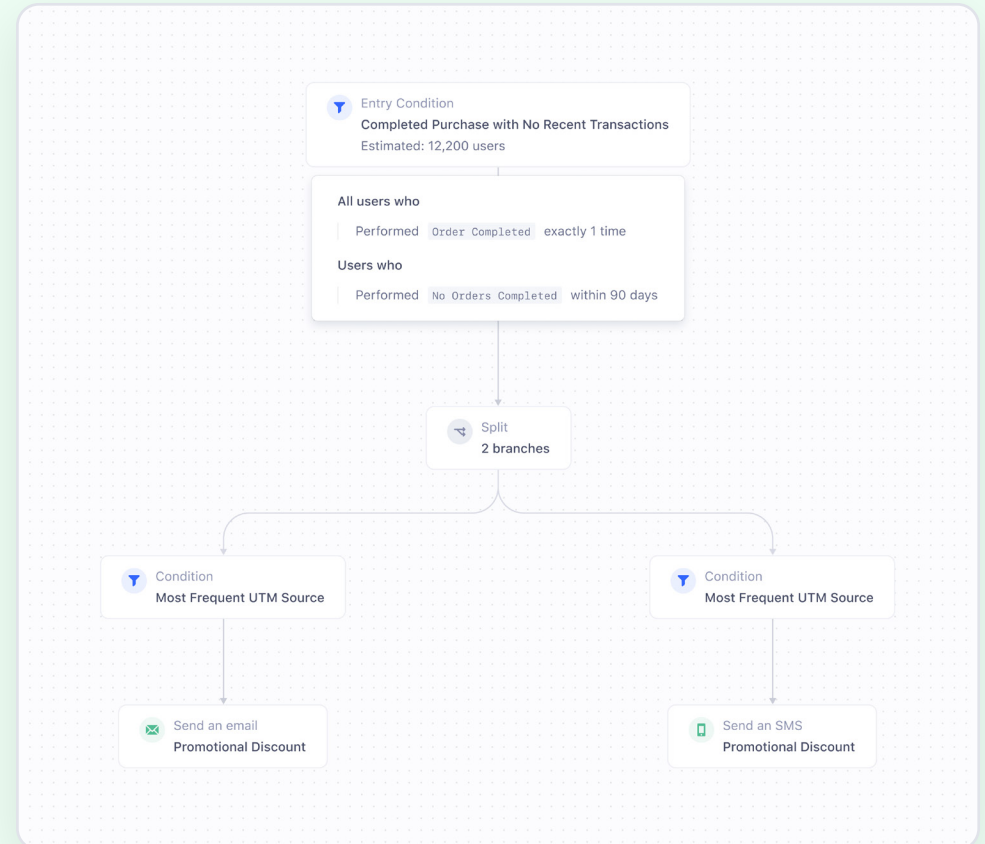 Entry Condition
Completed Purchase with No Recent Transactions
Estimated: 12,200 users
All users who
Performed Order Completed exactly 1 time
Users who
Performed No Orders Completed within 90 days
Split
2 branches
Condition
Most Frequent UTM Source
Condition
Most Frequent UTM Source
Send an email
Promotional Discount
Send an SMS
Promotional Discount